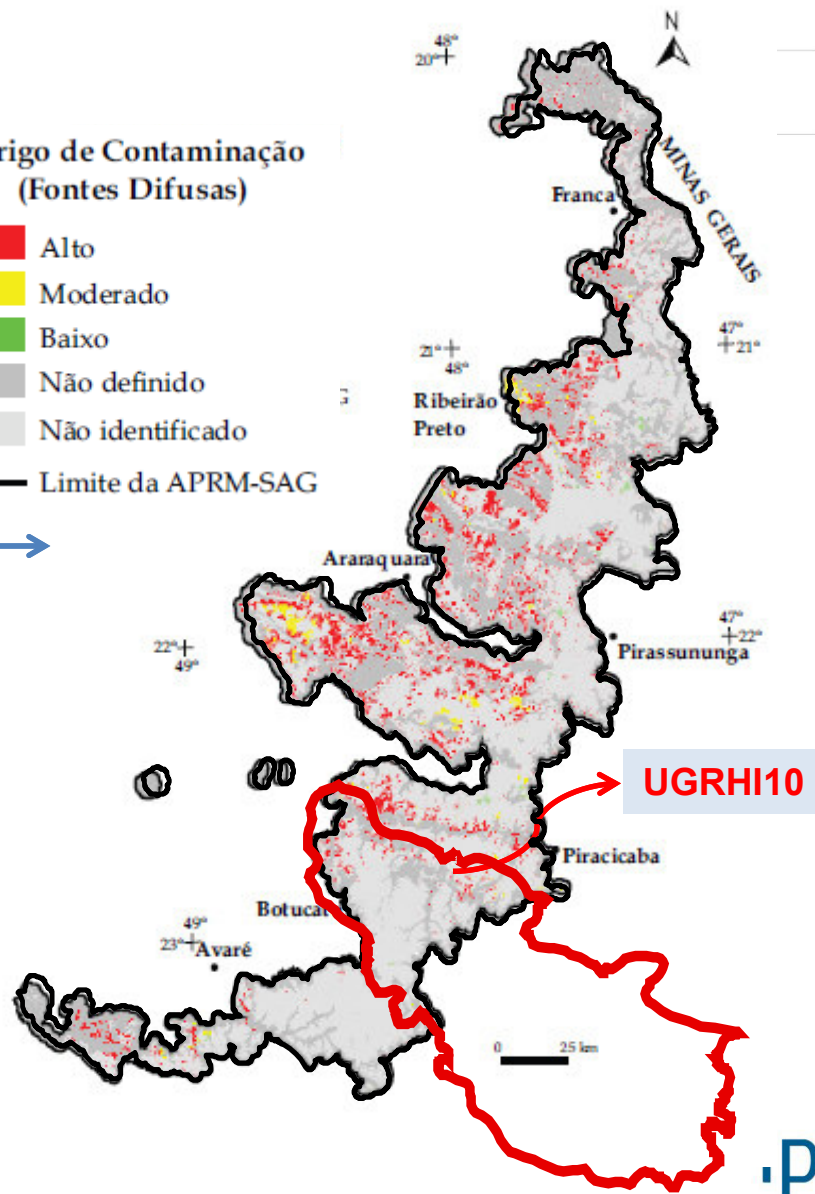 N
48°
20°
rigo de Contaminação
(Fontes Difusas)
Alto
Moderado
Baixo
Não definido
Não identificado
Limite da APRM-SAG
MINAS GERAIS
Franca
47°
21°
21°
48°
Ribeirão
Preto
Araraquara
47°
22°
22°
49°
Pirassununga
UGRHI10
Piracicaba
Botucat
49°
23°
Avaré
0 25 km
.p